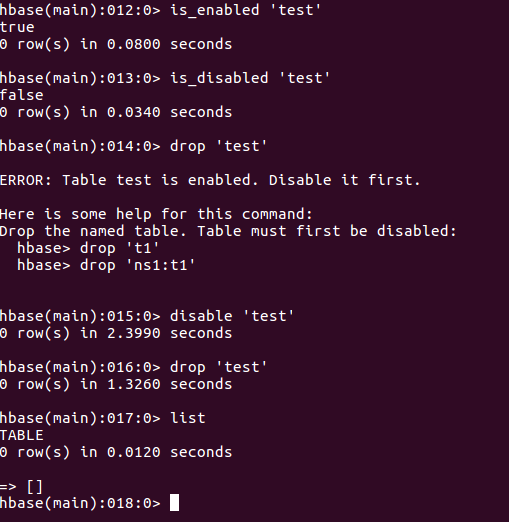 hbase(main):012:0> is_enabled 'test'
true
0 row(s) in 0.0800 seconds
hbase(main):013:0> is_disabled 'test'
false
0 row(s) in 0.0340 seconds
hbase(main):014:0> drop 'test'
ERROR: Table test is enabled. Disable it first.
Here is some help for this command:
Drop the named table. Table must first be disabled:
  hbase> drop 't1'
  hbase> drop 'ns1:t1'
hbase(main):015:0> disable 'test'
0 row(s) in 2.3990 seconds
hbase(main):016:0> drop 'test'
0 row(s) in 1.3260 seconds
hbase(main):017:0> list
TABLE
0 row(s) in 0.0120 seconds
=> []
hbase(main):018:0>